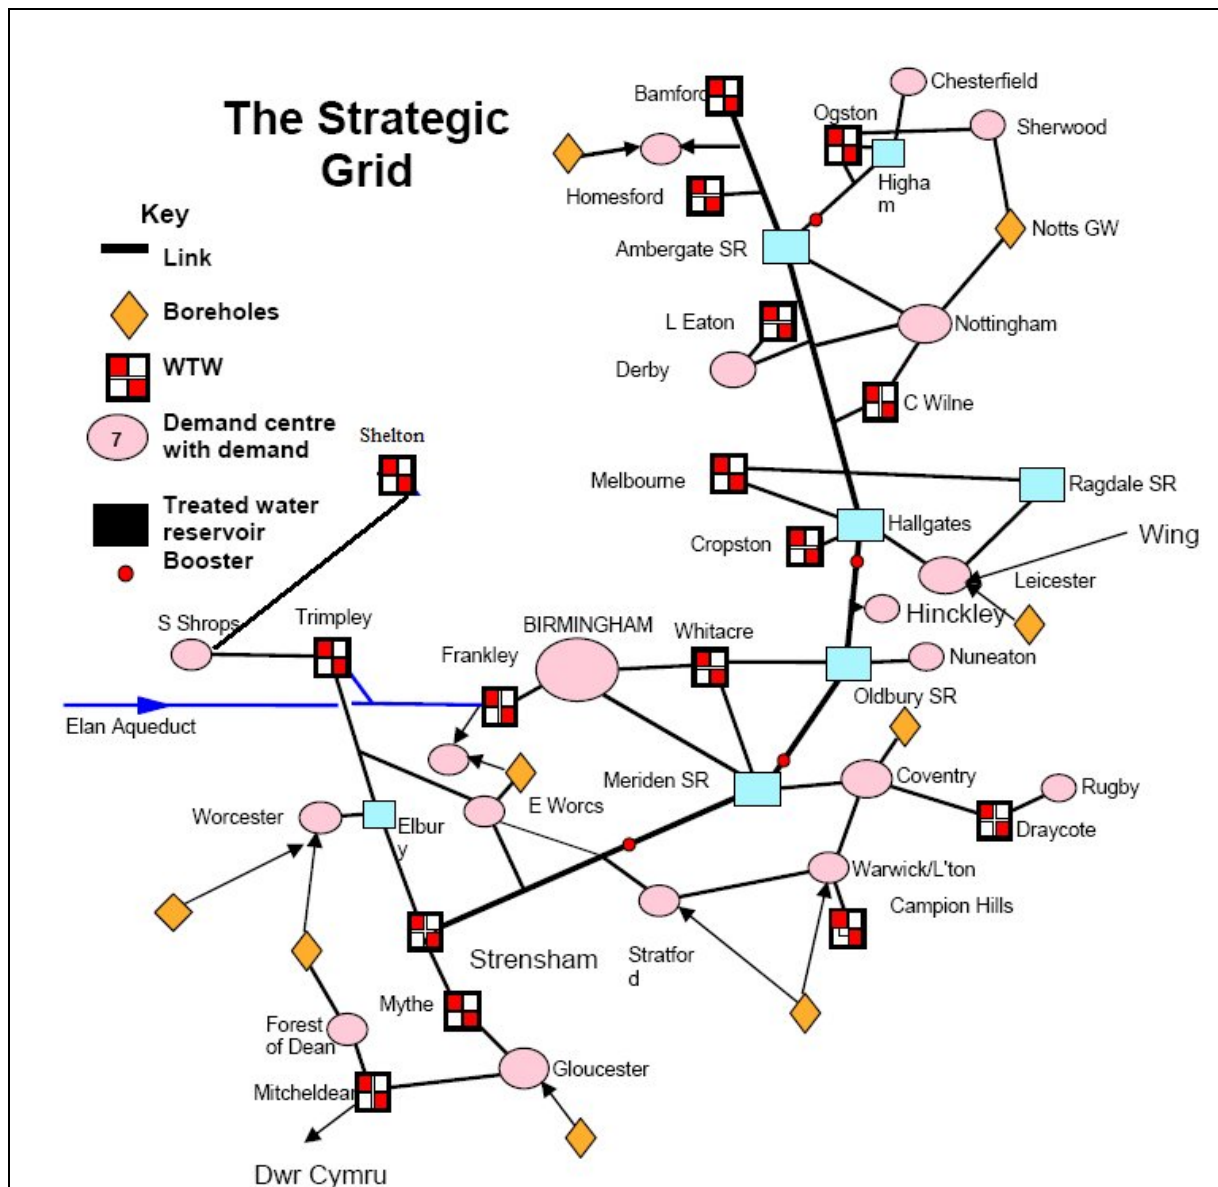 The Strategic
Grid
Key
Link
Boreholes
WTW
7
Demand centre
with demand
Treated water
reservoir
Booster
Shelton
Bamford
Chesterfield
Ogston
Sherwood
Homesford
Higha
m
Notts GW
Ambergate SR
L Eaton
Nottingham
Derby
C Wilne
Melbourne
Ragdale SR
Hallgates
Cropston
Wing
Leicester
Hinckley
S Shrops
Trimpley
BIRMINGHAM
Whitacre
Frankley
Nuneaton
Oldbury SR
Elan Aqueduct
Meriden SR
Coventry
Rugby
E Worcs
Draycote
Worcester
Elbur
y
Warwick/L'ton
Campion Hills
Strensham
Stratfor
d
Mythe
Forest
of Dean
Gloucester
Mitcheldean
Dwr Cymru